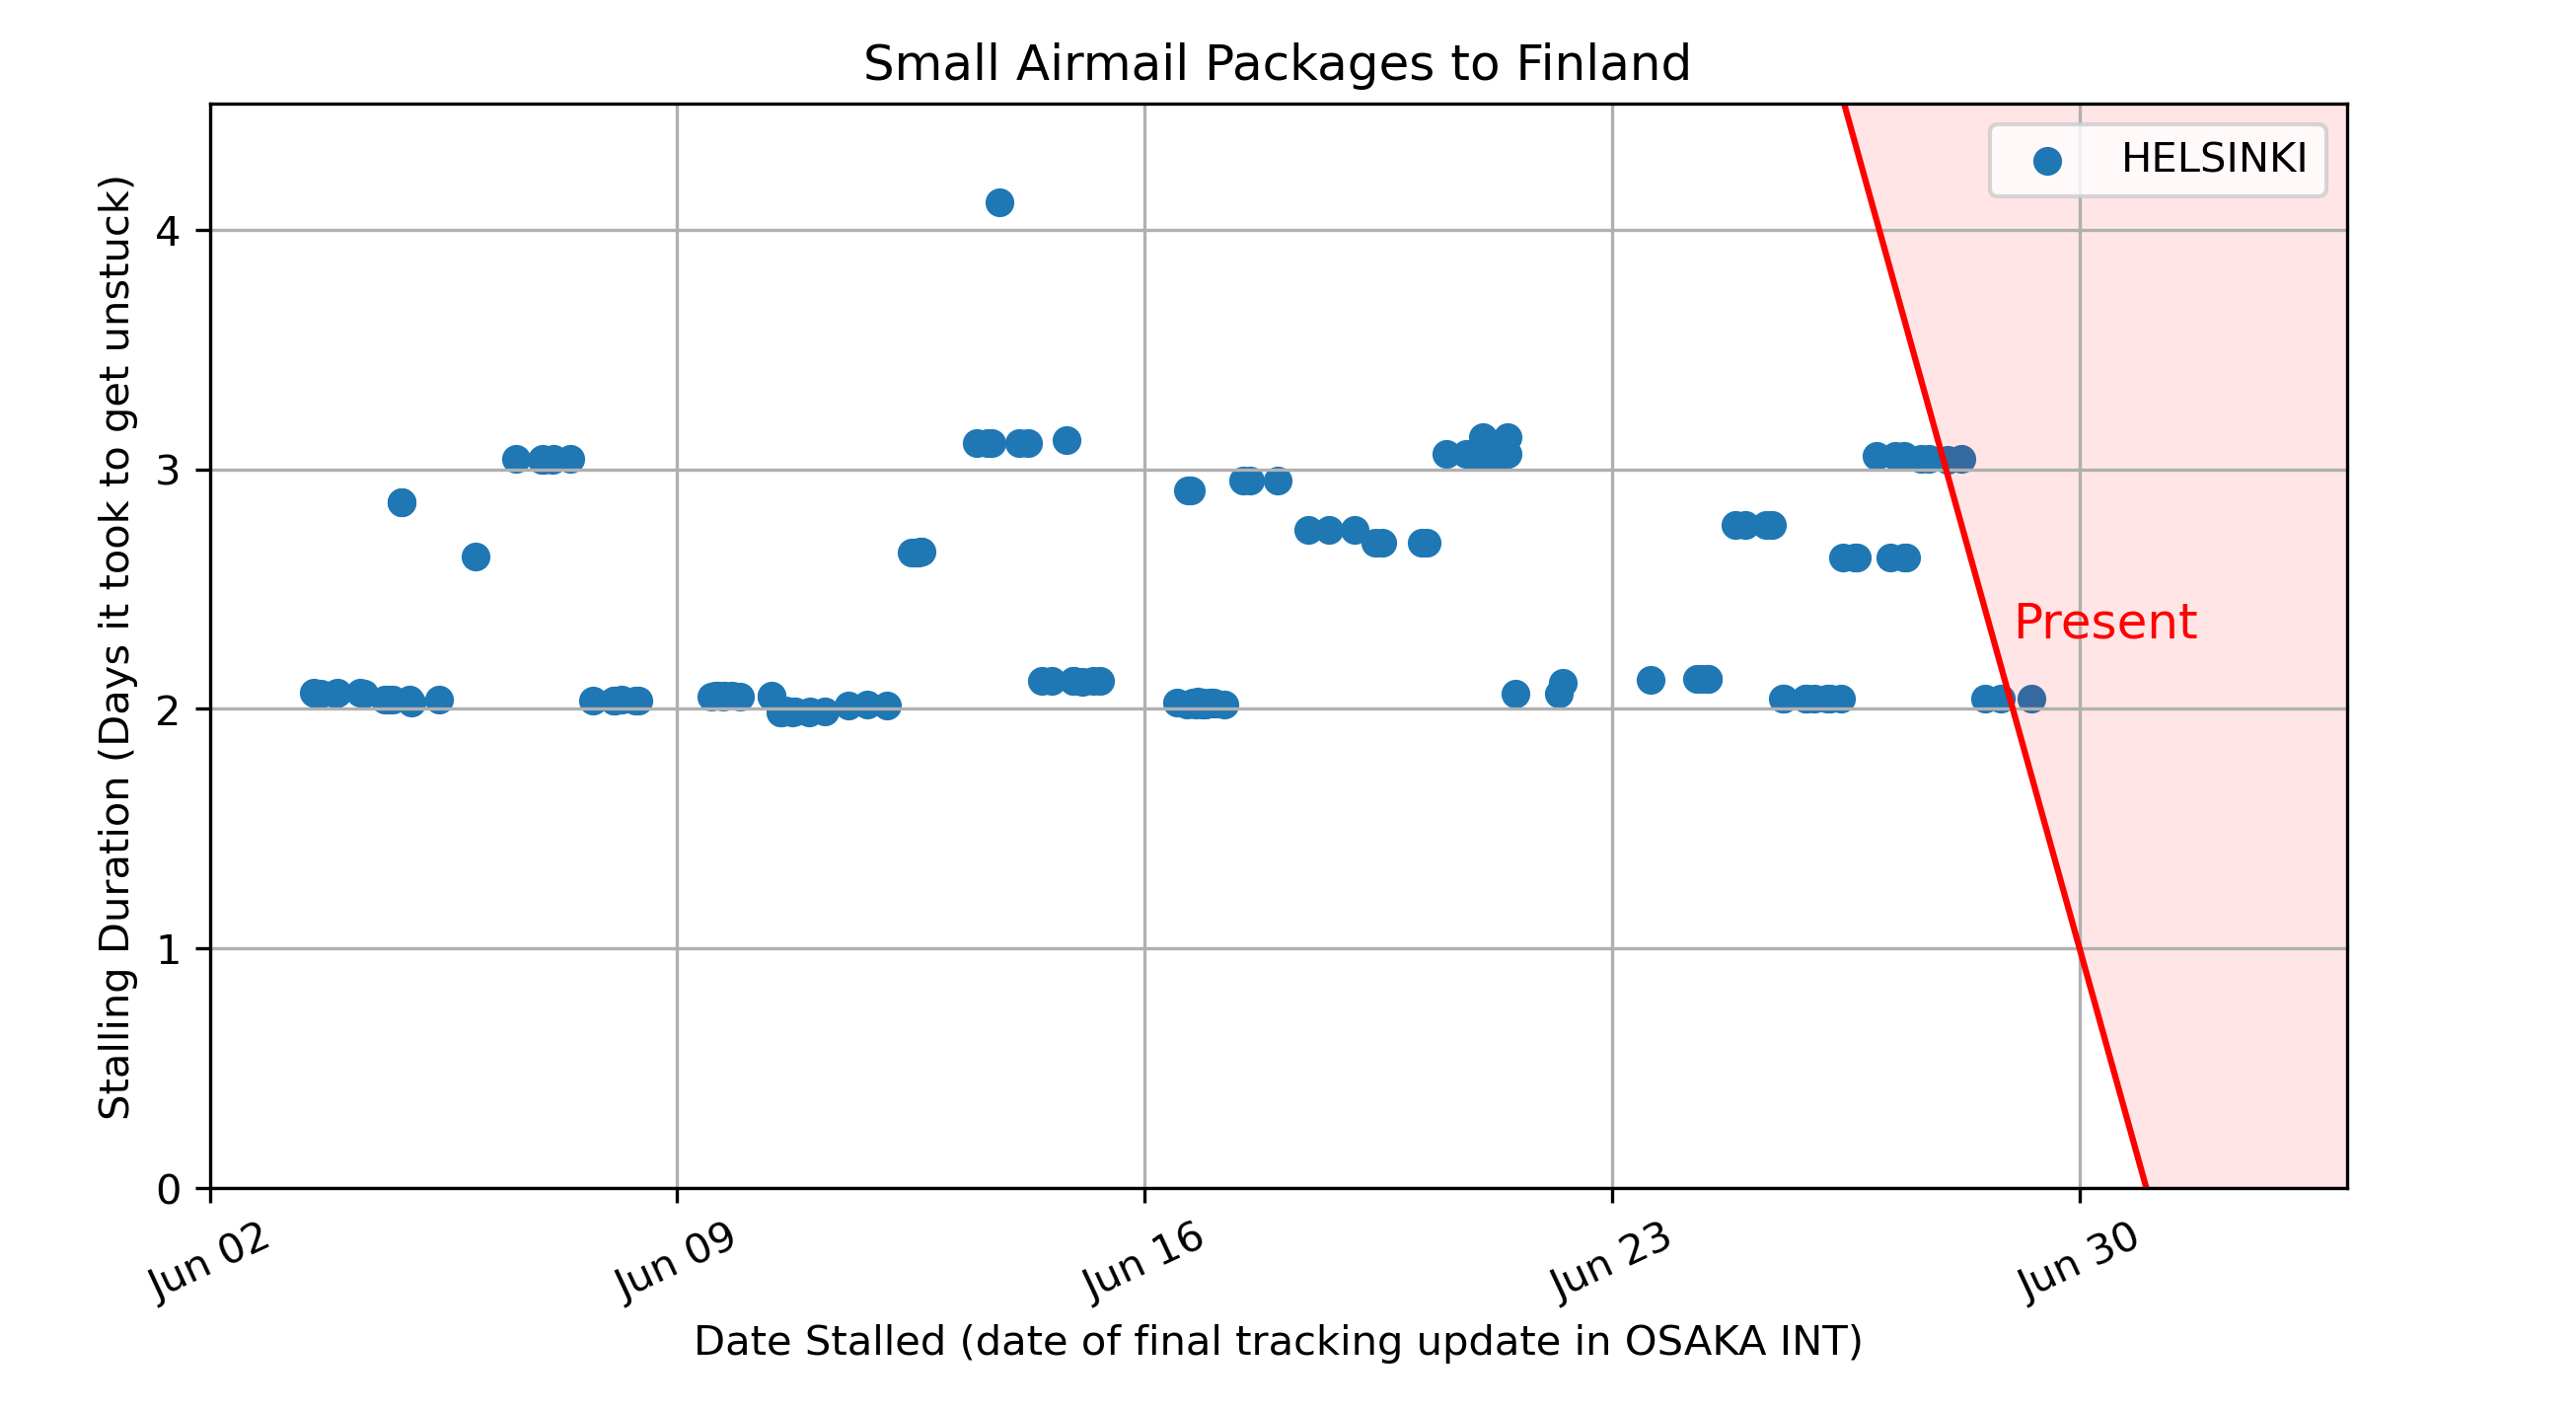 Small Airmail Packages to Finland
HELSINKI
Stalling Duration (Days it took to get unstuck)
4
3
2
1
0
Present
Jun 02
Jun 09
Jun 16
Jun 23
Jun 30
Date Stalled (date of final tracking update in OSAKA INT)